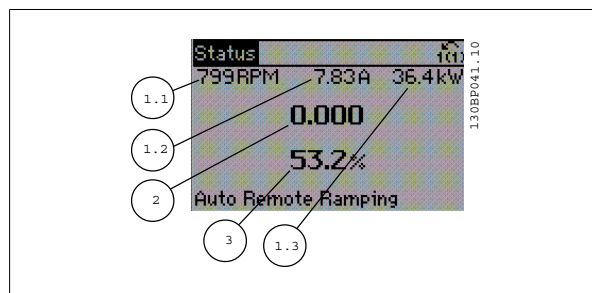 Status 1(1)
799RPM 7.83A 36.4kW
0.000
53.2%
Auto Remote Ramping
1.1
1.2
2
3
1.3
130BP041.10